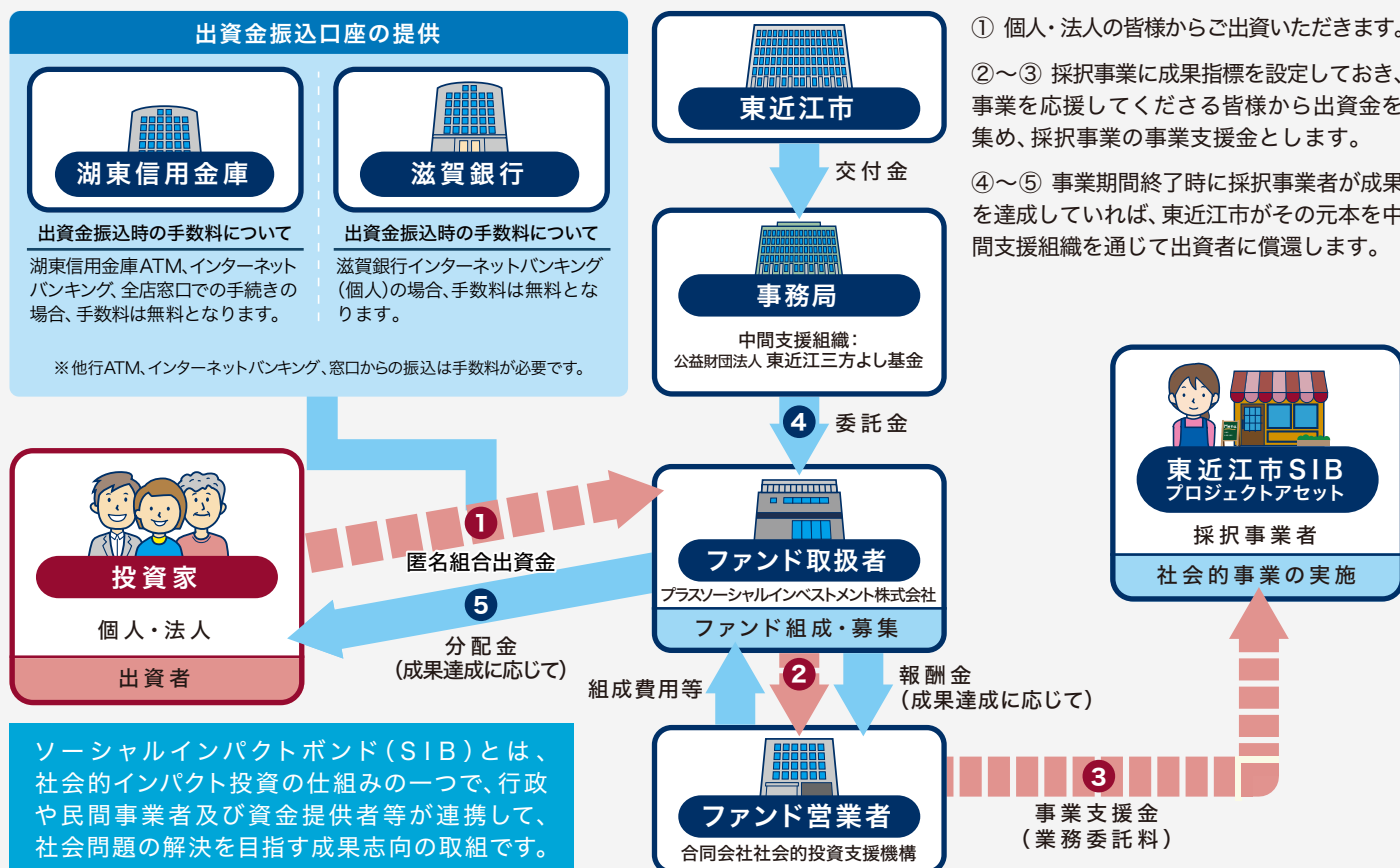 出資金振込口座の提供
湖東信用金庫
出資金振込時の手数料について
湖東信用金庫ATM、インターネット
バンキング、全店窓口での手続きの
場合、手数料は無料となります。
滋賀銀行
出資金振込時の手数料について
滋賀銀行インターネットバンキング
(個人)の場合、手数料は無料とな
ります。
※他行ATM、インターネットバンキング、窓口からの振込は手数料が必要です。
東近江市
交付金
事務局
中間支援組織：
公益財団法人 東近江三方よし基金
④ 委託金
① 個人・法人の皆様からご出資いただきます。
②～③ 採択事業に成果指標を設定しておき、
事業を応援してくださる皆様から出資金を
集め、採択事業の事業支援金とします。
④～⑤ 事業期間終了時に採択事業者が成果
を達成していれば、東近江市がその元本を中
間支援組織を通じて出資者に償還します。
投資家
個人・法人
出資者
①
匿名組合出資金
⑤
分配金
(成果達成に応じて)
ファンド取扱者
プラスソーシャルインベストメント株式会社
ファンド組成・募集
組成費用等
②
報酬金
(成果達成に応じて)
ファンド営業者
合同会社社会的投資支援機構
③
事業支援金
(業務委託料)
東近江市SIB
プロジェクトアセット
採択事業者
社会的事業の実施
ソーシャルインパクトボンド(SIB)とは、
社会的インパクト投資の仕組みの一つで、行政
や民間事業者及び資金提供者等が連携して、
社会問題の解決を目指す成果志向の取組です。